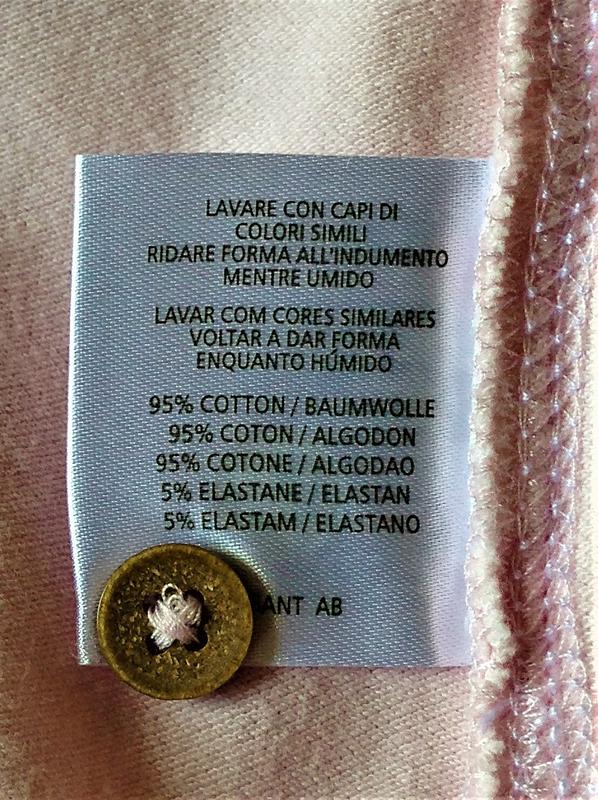 LAVARE CON CAPI DI
COLORI SIMILI
RIDARE FORMA ALL'INDUMENTO
MENTRE UMIDO
LAVAR COM CORES SIMILARES
VOLTAR A DAR FORMA
ENQUANTO HÚMIDO
95% COTTON / BAUMWOLLE
95% COTON / ALGODON
95% COTONE / ALGODAO
5% ELASTANE / ELASTAN
5% ELASTAM / ELASTANO
AB